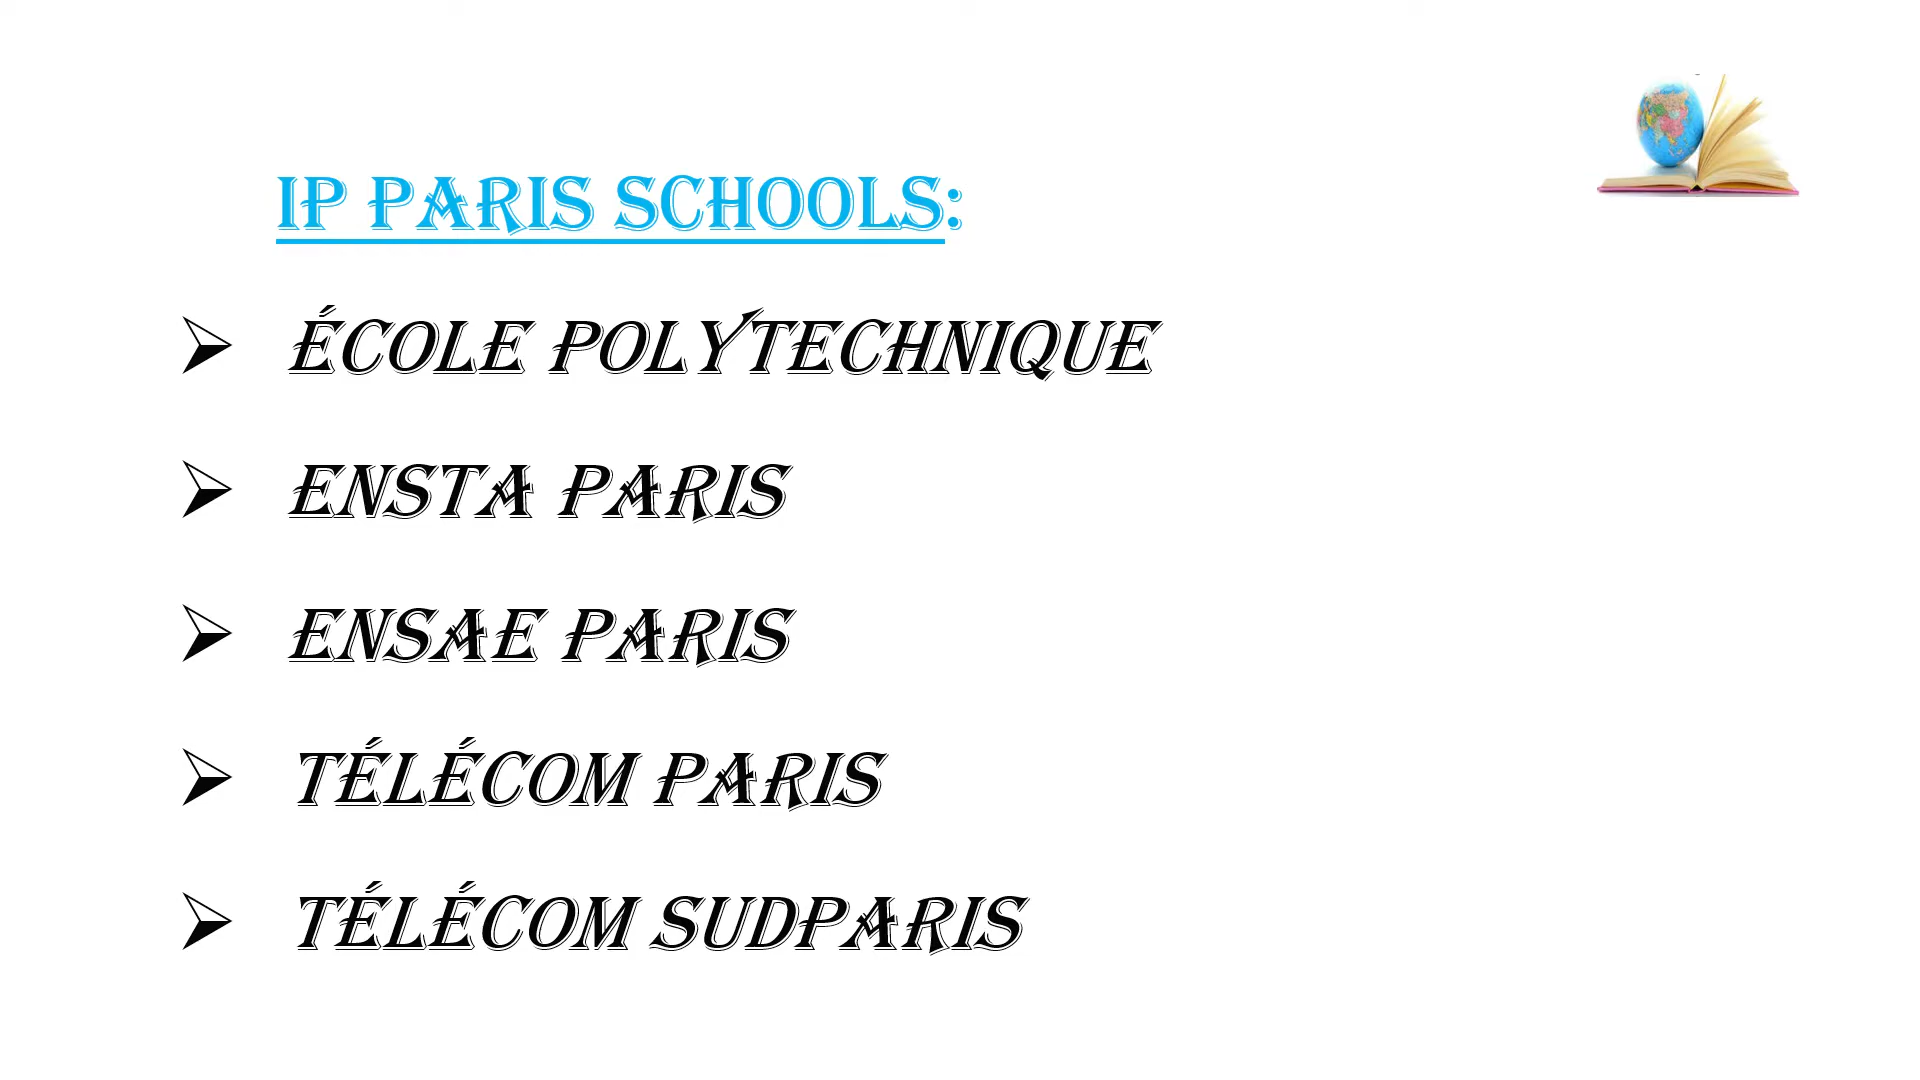 IP PARIS SCHOOLS:
ÉCOLE POLYTECHNIQUE
ENSTA PARIS
ENSAE PARIS
TÉLÉCOM PARIS
TÉLÉCOM SUDPARIS